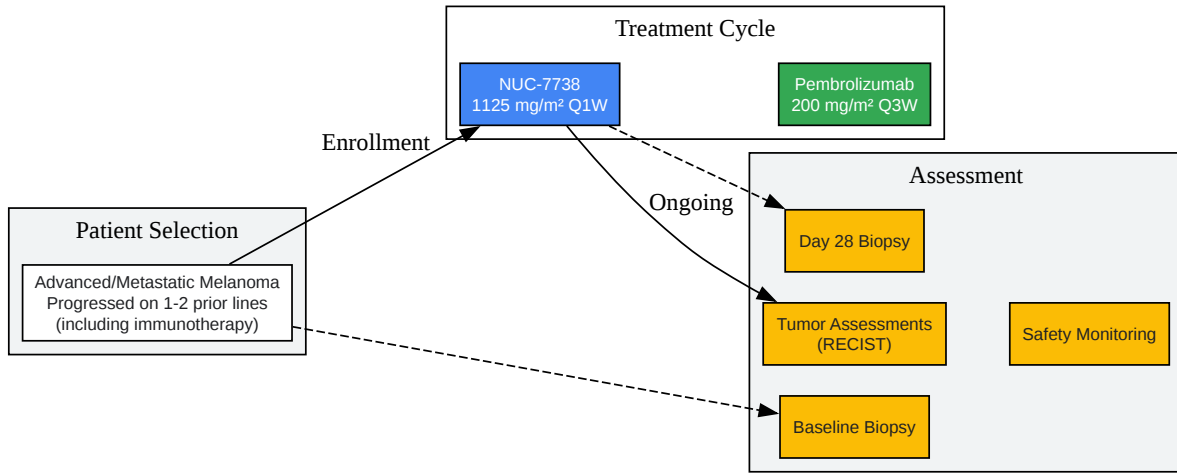 Treatment Cycle
NUC-7738
1125 mg/m² Q1W
Pembrolizumab
200 mg/m² Q3W
Enrollment
Ongoing
Patient Selection
Advanced/Metastatic Melanoma
Progressed on 1-2 prior lines
(including immunotherapy)
Assessment
Day 28 Biopsy
Tumor Assessments
(RECIST)
Safety Monitoring
Baseline Biopsy